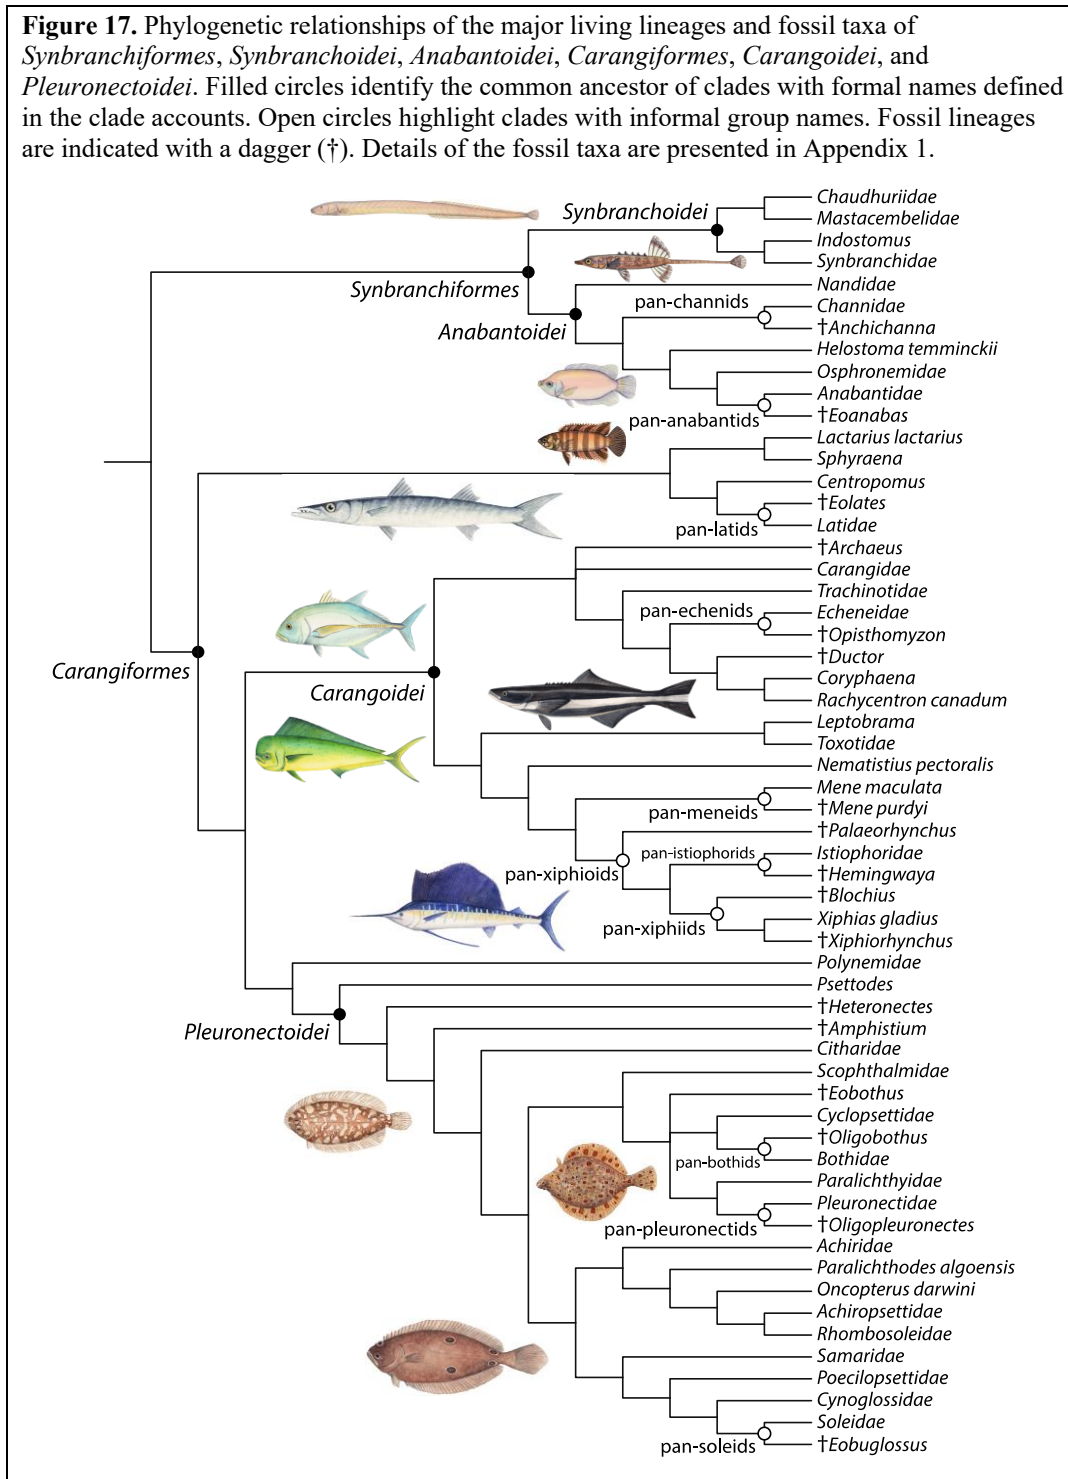 Figure 17. Phylogenetic relationships of the major living lineages and fossil taxa of
Synbranchiformes, Synbranchoidei, Anabantoidei, Carangiformes, Carangoidei, and
Pleuronectoidei. Filled circles identify the common ancestor of clades with formal names defined
in the clade accounts. Open circles highlight clades with informal group names. Fossil lineages
are indicated with a dagger (†). Details of the fossil taxa are presented in Appendix 1.
Chaudhuriidae
Synbranchoidei
Mastacembelidae
Indostomus
Synbranchidae
Synbranchiformes
Nandidae
pan-channids
Channidae
Anabantoidei
†Anchichanna
Helostoma temminckii
Osphronemidae
Anabantidae
pan-anabantids
†Eoanabas
Lactarius lactarius
Sphyraena
Centropomus
†Eolates
pan-latids
Latidae
†Archaeus
Carangidae
Trachinotidae
pan-echenids
Echeneidae
†Opisthomyzon
†Ductor
Carangiformes
Coryphaena
Carangoidei
Rachycentron canadum
Leptobrama
Toxotidae
Nematistius pectoralis
Mene maculata
pan-meneids
†Mene purdyi
†Palaeorhynchus
pan-istiophorids
Istiophoridae
pan-xiphioids
†Hemingwaya
†Blochius
Xiphias gladius
pan-xiphiids
†Xiphiorhynchus
Polynemidae
Psettodes
†Heteronectes
Pleuronectoidei
†Amphistium
Citharidae
Scophthalmidae
†Eobothus
Cyclopsettidae
†Oligobothus
pan-bothids
Bothidae
Paralichthyidae
Pleuronectidae
pan-pleuronectids
†Oligopleuronectes
Achiridae
Paralichthodes algoensis
Oncopterus darwini
Achiropsettidae
Rhombosoleidae
Samaridae
Poecilopsettidae
Cynoglossidae
Soleidae
pan-soleids
†Eobuglossus